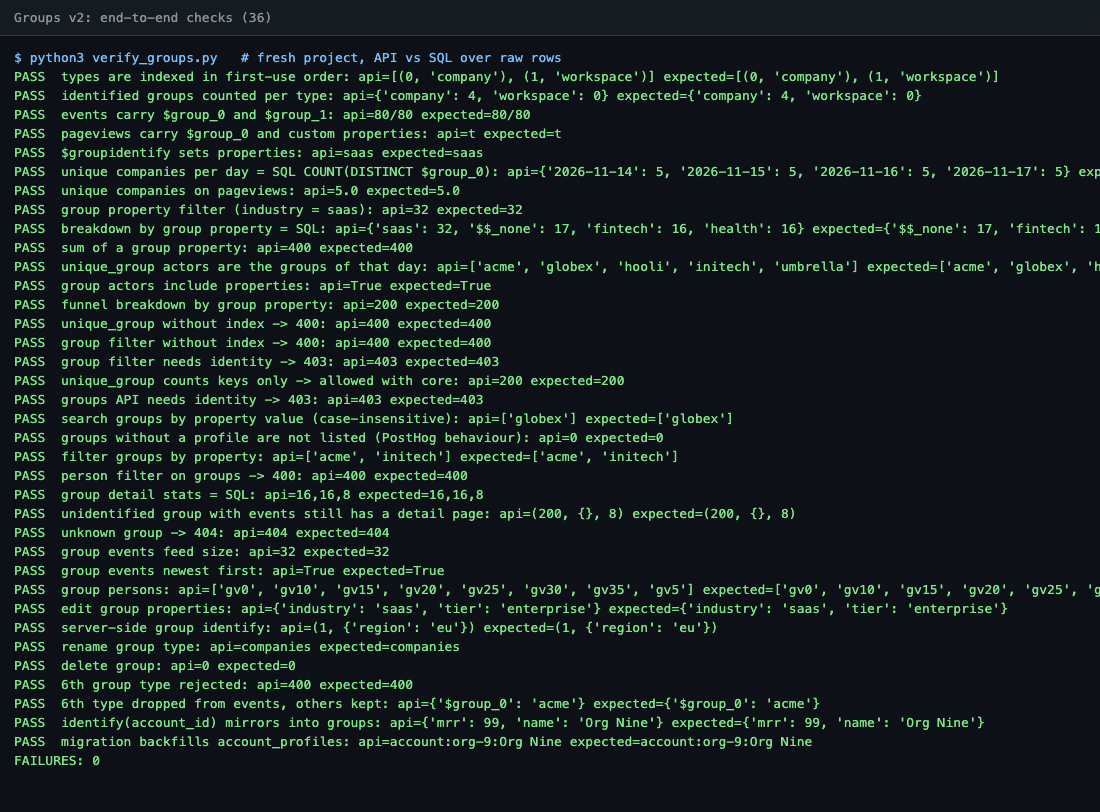 Groups v2: end-to-end checks (36)
$ python3 verify_groups.py   # fresh project, API vs SQL over raw rows
PASS  types are indexed in first-use order: api=[(0, 'company'), (1, 'workspace')] expected=[(0, 'company'), (1, 'workspace')]
PASS  identified groups counted per type: api={'company': 4, 'workspace': 0} expected={'company': 4, 'workspace': 0}
PASS  events carry $group_0 and $group_1: api=80/80 expected=80/80
PASS  pageviews carry $group_0 and custom properties: api=t expected=t
PASS  $groupidentify sets properties: api=saas expected=saas
PASS  unique companies per day = SQL COUNT(DISTINCT $group_0): api={'2026-11-14': 5, '2026-11-15': 5, '2026-11-16': 5, '2026-11-17': 5} exp
PASS  unique companies on pageviews: api=5.0 expected=5.0
PASS  group property filter (industry = saas): api=32 expected=32
PASS  breakdown by group property = SQL: api={'saas': 32, '$$_none': 17, 'fintech': 16, 'health': 16} expected={'$$_none': 17, 'fintech': 1
PASS  sum of a group property: api=400 expected=400
PASS  unique_group actors are the groups of that day: api=['acme', 'globex', 'hooli', 'initech', 'umbrella'] expected=['acme', 'globex', 'h
PASS  group actors include properties: api=True expected=True
PASS  funnel breakdown by group property: api=200 expected=200
PASS  unique_group without index -> 400: api=400 expected=400
PASS  group filter without index -> 400: api=400 expected=400
PASS  group filter needs identity -> 403: api=403 expected=403
PASS  unique_group counts keys only -> allowed with core: api=200 expected=200
PASS  groups API needs identity -> 403: api=403 expected=403
PASS  search groups by property value (case-insensitive): api=['globex'] expected=['globex']
PASS  groups without a profile are not listed (PostHog behaviour): api=0 expected=0
PASS  filter groups by property: api=['acme', 'initech'] expected=['acme', 'initech']
PASS  person filter on groups -> 400: api=400 expected=400
PASS  group detail stats = SQL: api=16,16,8 expected=16,16,8
PASS  unidentified group with events still has a detail page: api=(200, {}, 8) expected=(200, {}, 8)
PASS  unknown group -> 404: api=404 expected=404
PASS  group events feed size: api=32 expected=32
PASS  group events newest first: api=True expected=True
PASS  group persons: api=['gv0', 'gv10', 'gv15', 'gv20', 'gv25', 'gv30', 'gv35', 'gv5'] expected=['gv0', 'gv10', 'gv15', 'gv20', 'gv25', 'g
PASS  edit group properties: api={'industry': 'saas', 'tier': 'enterprise'} expected={'industry': 'saas', 'tier': 'enterprise'}
PASS  server-side group identify: api=(1, {'region': 'eu'}) expected=(1, {'region': 'eu'})
PASS  rename group type: api=companies expected=companies
PASS  delete group: api=0 expected=0
PASS  6th group type rejected: api=400 expected=400
PASS  6th type dropped from events, others kept: api={'$group_0': 'acme'} expected={'$group_0': 'acme'}
PASS  identify(account_id) mirrors into groups: api={'mrr': 99, 'name': 'Org Nine'} expected={'mrr': 99, 'name': 'Org Nine'}
PASS  migration backfills account_profiles: api=account:org-9:Org Nine expected=account:org-9:Org Nine
FAILURES: 0